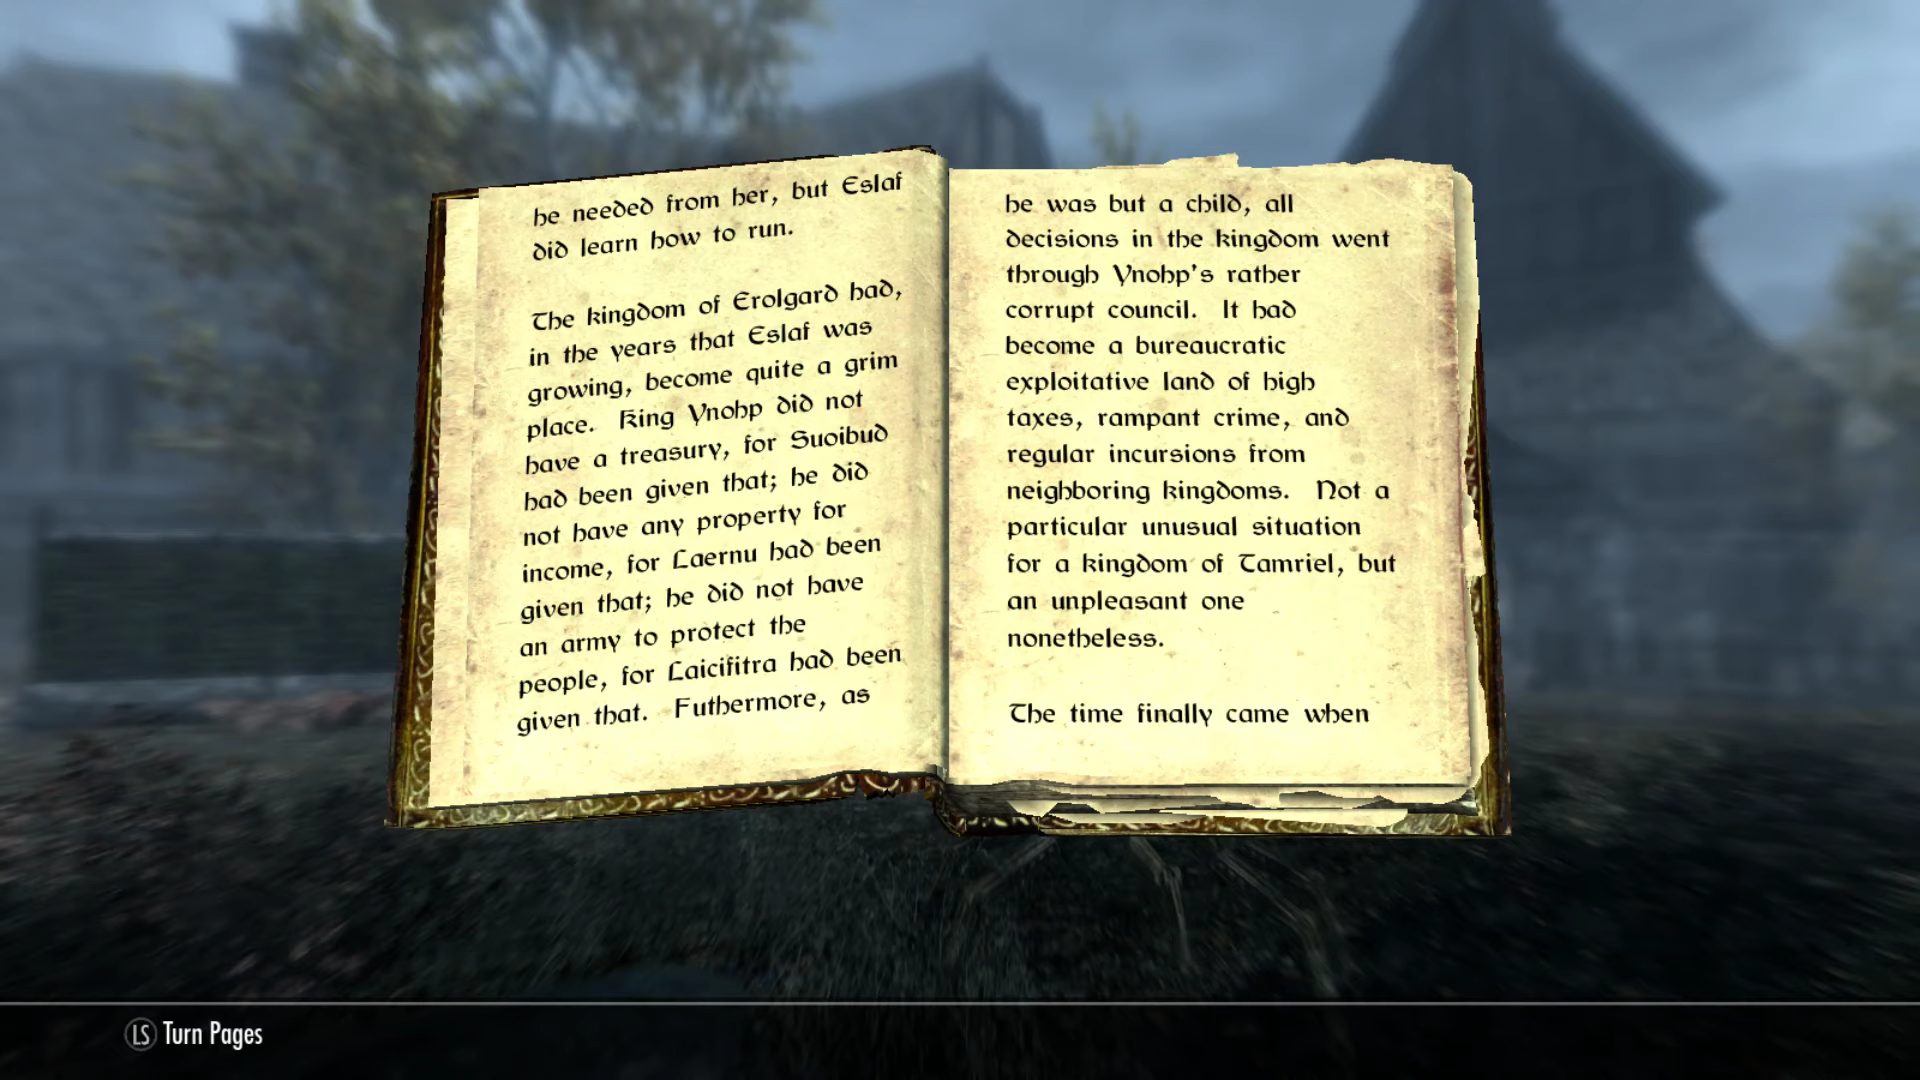 he needed from her, but Eslaf
did learn how to run.
The kingdom of Erolgard had,
in the years that Eslaf was
growing, become quite a grim
place. King Ynohp did not
have a treasury, for Suoibud
had been given that; he did
not have any property for
income, for Laernu had been
given that; he did not have
an army to protect the
people, for Laicifitra had been
given that. Futhermore, as
he was but a child, all
decisions in the kingdom went
through Ynohp's rather
corrupt council. It had
become a bureaucratic
exploitative land of high
taxes, rampant crime, and
regular incursions from
neighboring kingdoms. Not a
particular unusual situation
for a kingdom of Tamriel, but
an unpleasant one
nonetheless.
The time finally came when
LS Turn Pages